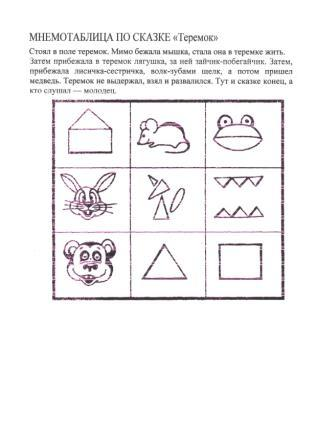 МНЕМОТАБЛИЦА ПО СКАЗКЕ «Теремок»
Стоял в поле теремок. Мимо бежала мышка, стала она в теремке жить.
Затем прибежала в теремок лягушка, за ней зайчик-побегайчик. Затем,
прибежала лисичка-сестричка, волк-зубами щелк, а потом пришел
медведь. Теремок не выдержал, взял и развалился. Тут и сказке конец, а
кто слушал — молодец.